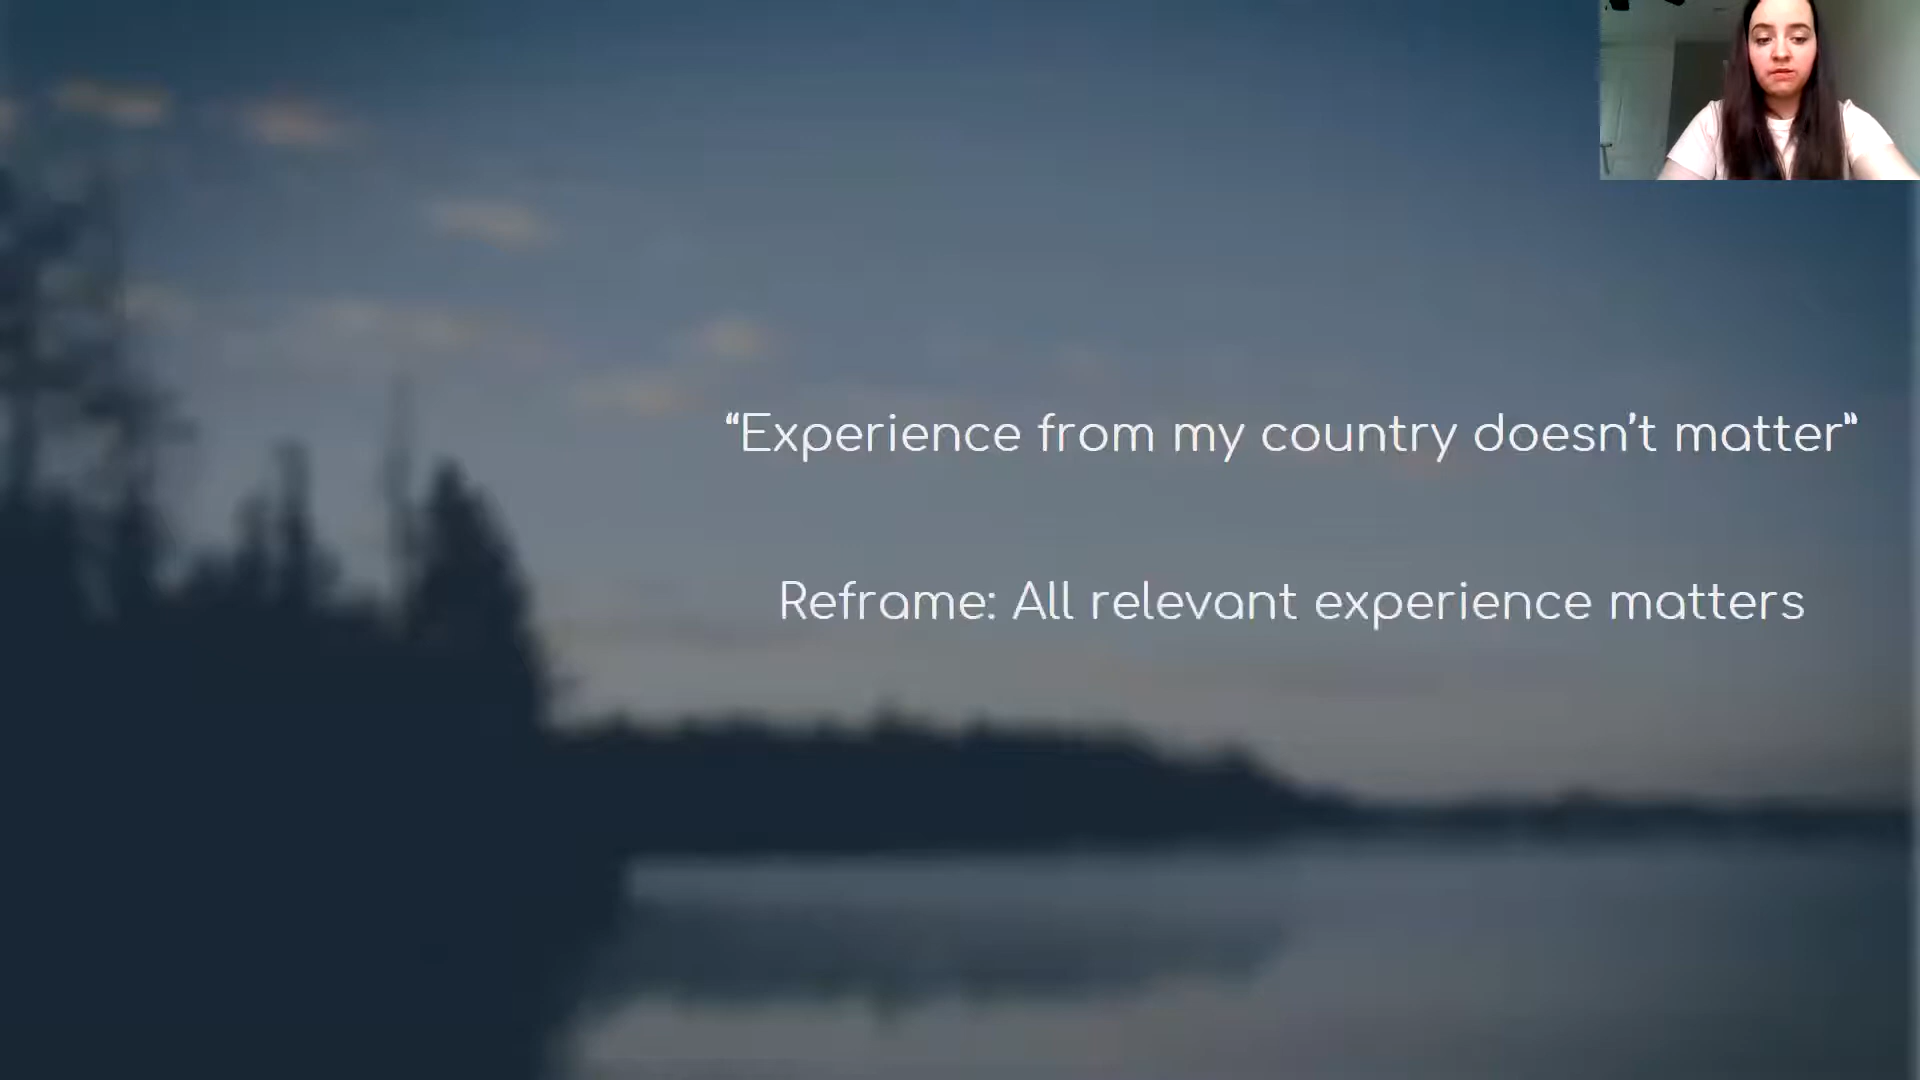 “Experience from my country doesn’t matter”
Reframe: All relevant experience matters